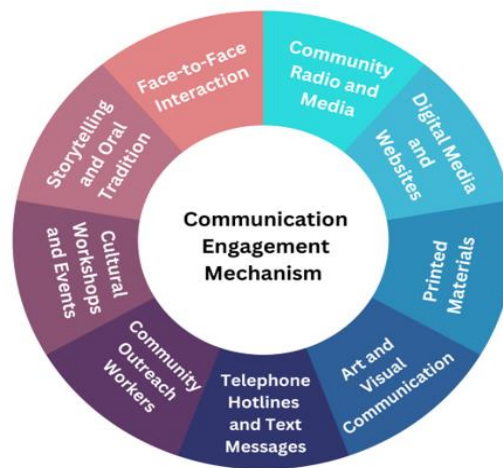 Communication
Engagement
Mechanism
Community
Radio and
Media
Digital Media
and
Websites
Printed
Materials
Art and
Visual
Communication
Telephone
Hotlines
and Text
Messages
Community
Outreach
Workers
Cultural
Workshops
and Events
Storytelling
and Oral
Tradition
Face-to-Face
Interaction